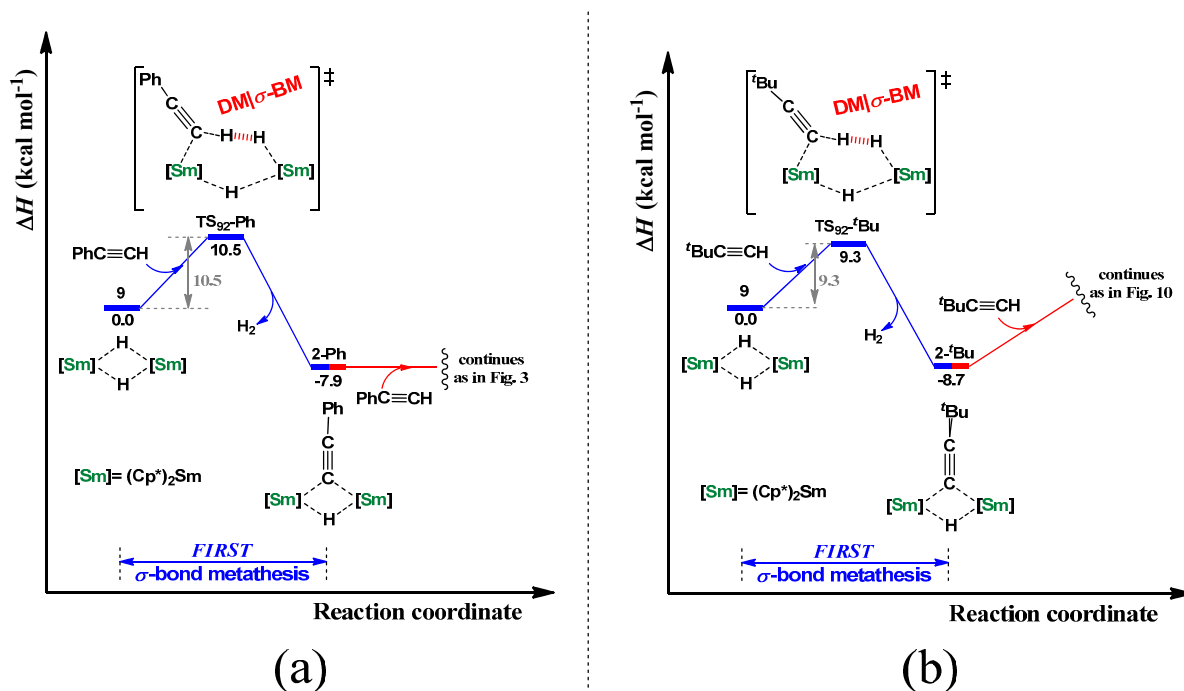 ΔH (kcal mol⁻¹)
Ph
C
C
H
H
DM|σ-BM
‡
[Sm]
[Sm]
H
TS₉₂-Ph
10.5
PhC≡CH
10.5
9
0.0
H
[Sm]
[Sm]
H
H₂
2-Ph
-7.9
PhC≡CH
continues
as in Fig. 3
Ph
C
C
[Sm]
[Sm]
H
[Sm]= (Cp*)₂Sm
FIRST
σ-bond metathesis
Reaction coordinate
(a)
ΔH (kcal mol⁻¹)
ᵗBu
C
C
H
H
DM|σ-BM
‡
[Sm]
[Sm]
H
TS₉₂-ᵗBu
9.3
ᵗBuC≡CH
9.3
9
0.0
H
[Sm]
[Sm]
H
H₂
2-ᵗBu
-8.7
ᵗBuC≡CH
continues
as in Fig. 10
ᵗBu
C
C
[Sm]
[Sm]
H
[Sm]= (Cp*)₂Sm
FIRST
σ-bond metathesis
Reaction coordinate
(b)